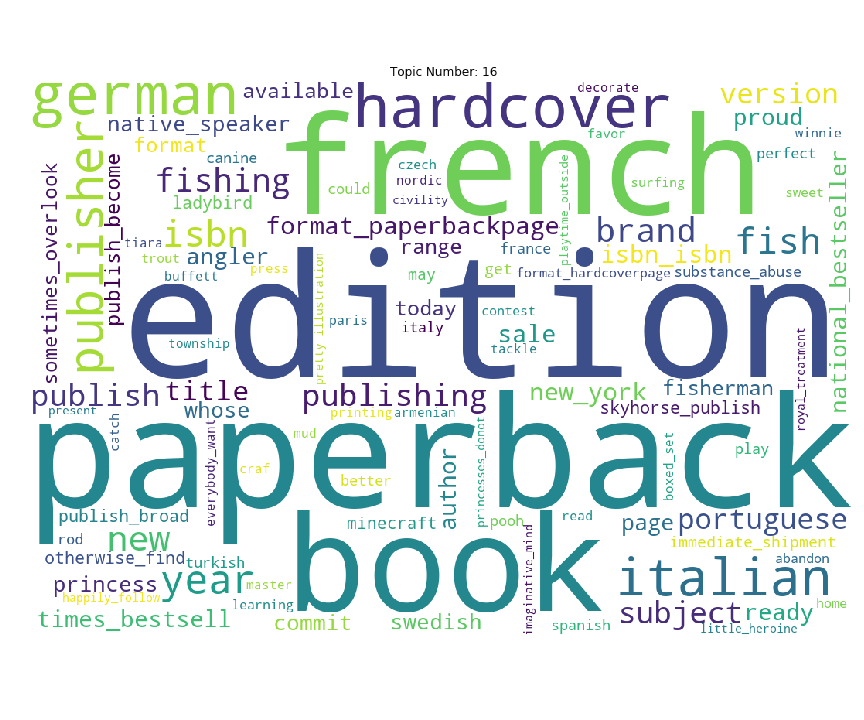 Topic Number: 16
german
available
hardcover
decorate
version
native_speaker
proud
format
french
favor
winnie
publisher
canine
czech
perfect
fishing
could
nordic
surfing
civility
sweet
ladybird
sometimes_overlook
publish_become
isbn
format_paperbackpage
playtime_outside
brand
fish
national_bestseller
tiara
angler
range
france
isbn_isbn
trout
buffett
press
may
get
format_hardcoverpage
substance_abuse
edition
pretty_illustration
today
contest
paris
italy
sale
township
tackle
royal_treatment
publish
title
publishing
new_york
fisherman
present
whose
printing
armenian
skyhorse_publish
catch
everybody_want
mud
princesses_donot
boxed_set
play
paperback
craf
better
author
publish_broad
minecraft
pooh
read
page
portuguese
rod
new
book
imaginative_mind
immediate_shipment
otherwise_find
turkish
abandon
princess
year
master
italian
happily_follow
learning
home
times_bestsell
commit
swedish
spanish
subject
ready
little_heroine